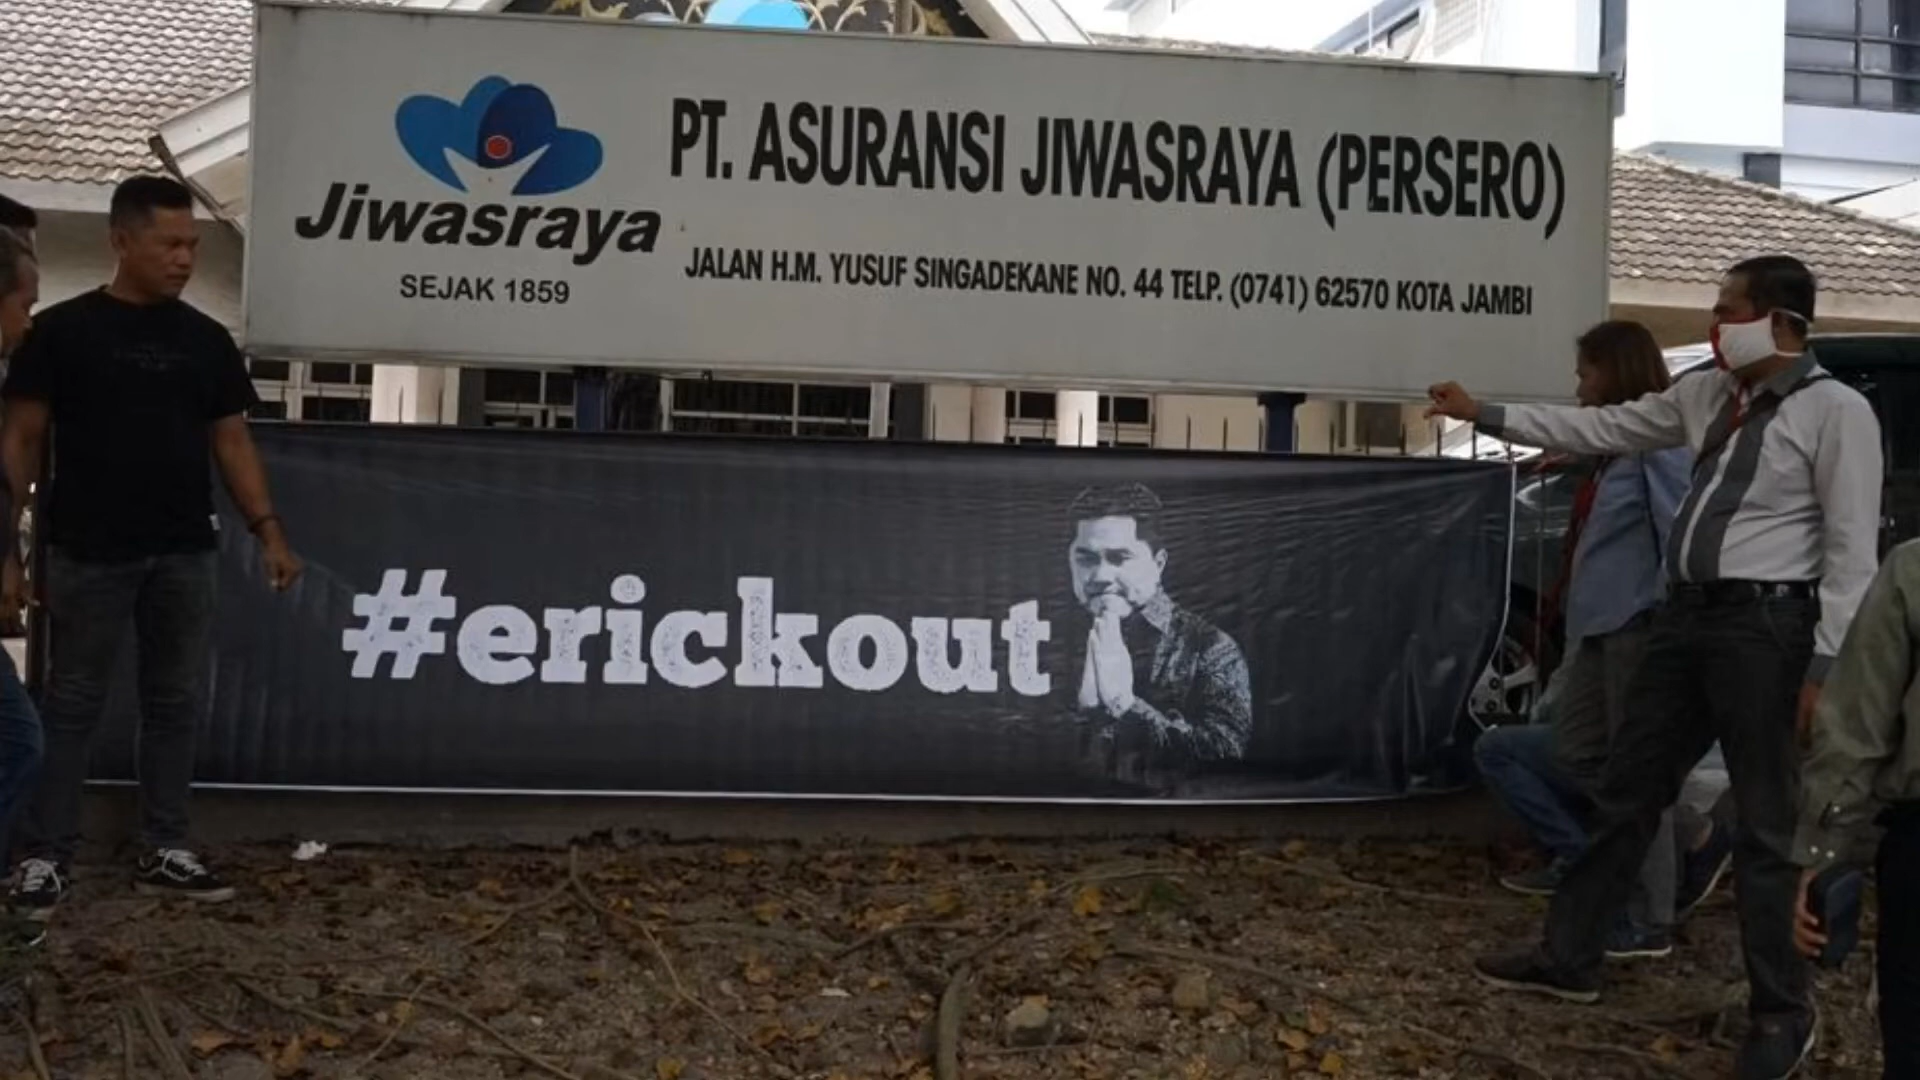 Jiwasraya
SEJAK 1859
PT. ASURANSI JIWASRAYA (PERSERO)
JALAN H.M. YUSUF SINGADEKANE NO. 44 TELP. (0741) 62570 KOTA JAMBI
#erickout